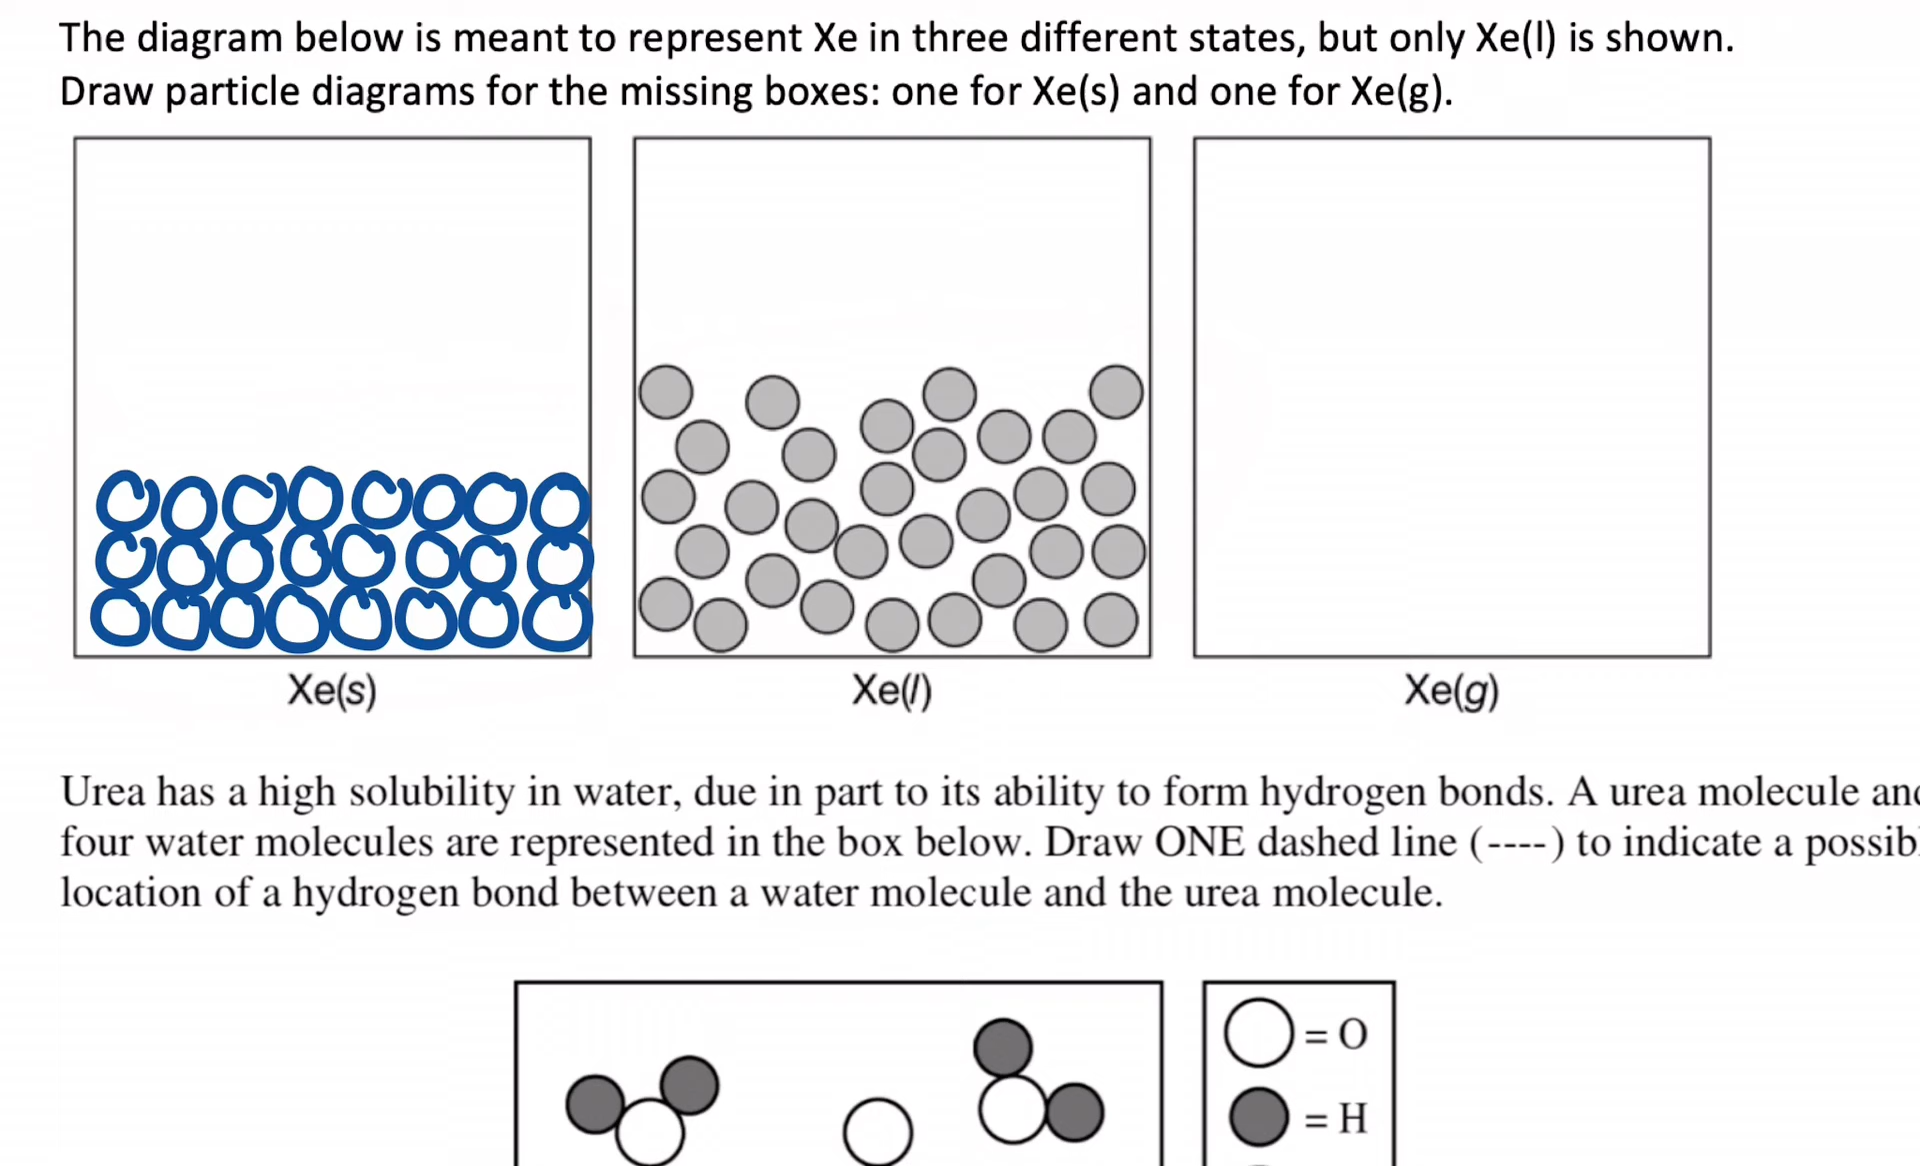 The diagram below is meant to represent Xe in three different states, but only Xe(l) is shown.
Draw particle diagrams for the missing boxes: one for Xe(s) and one for Xe(g).
Xe(s)
Xe(l)
Xe(g)
Urea has a high solubility in water, due in part to its ability to form hydrogen bonds. A urea molecule and
four water molecules are represented in the box below. Draw ONE dashed line (----) to indicate a possib
location of a hydrogen bond between a water molecule and the urea molecule.
= O
= H